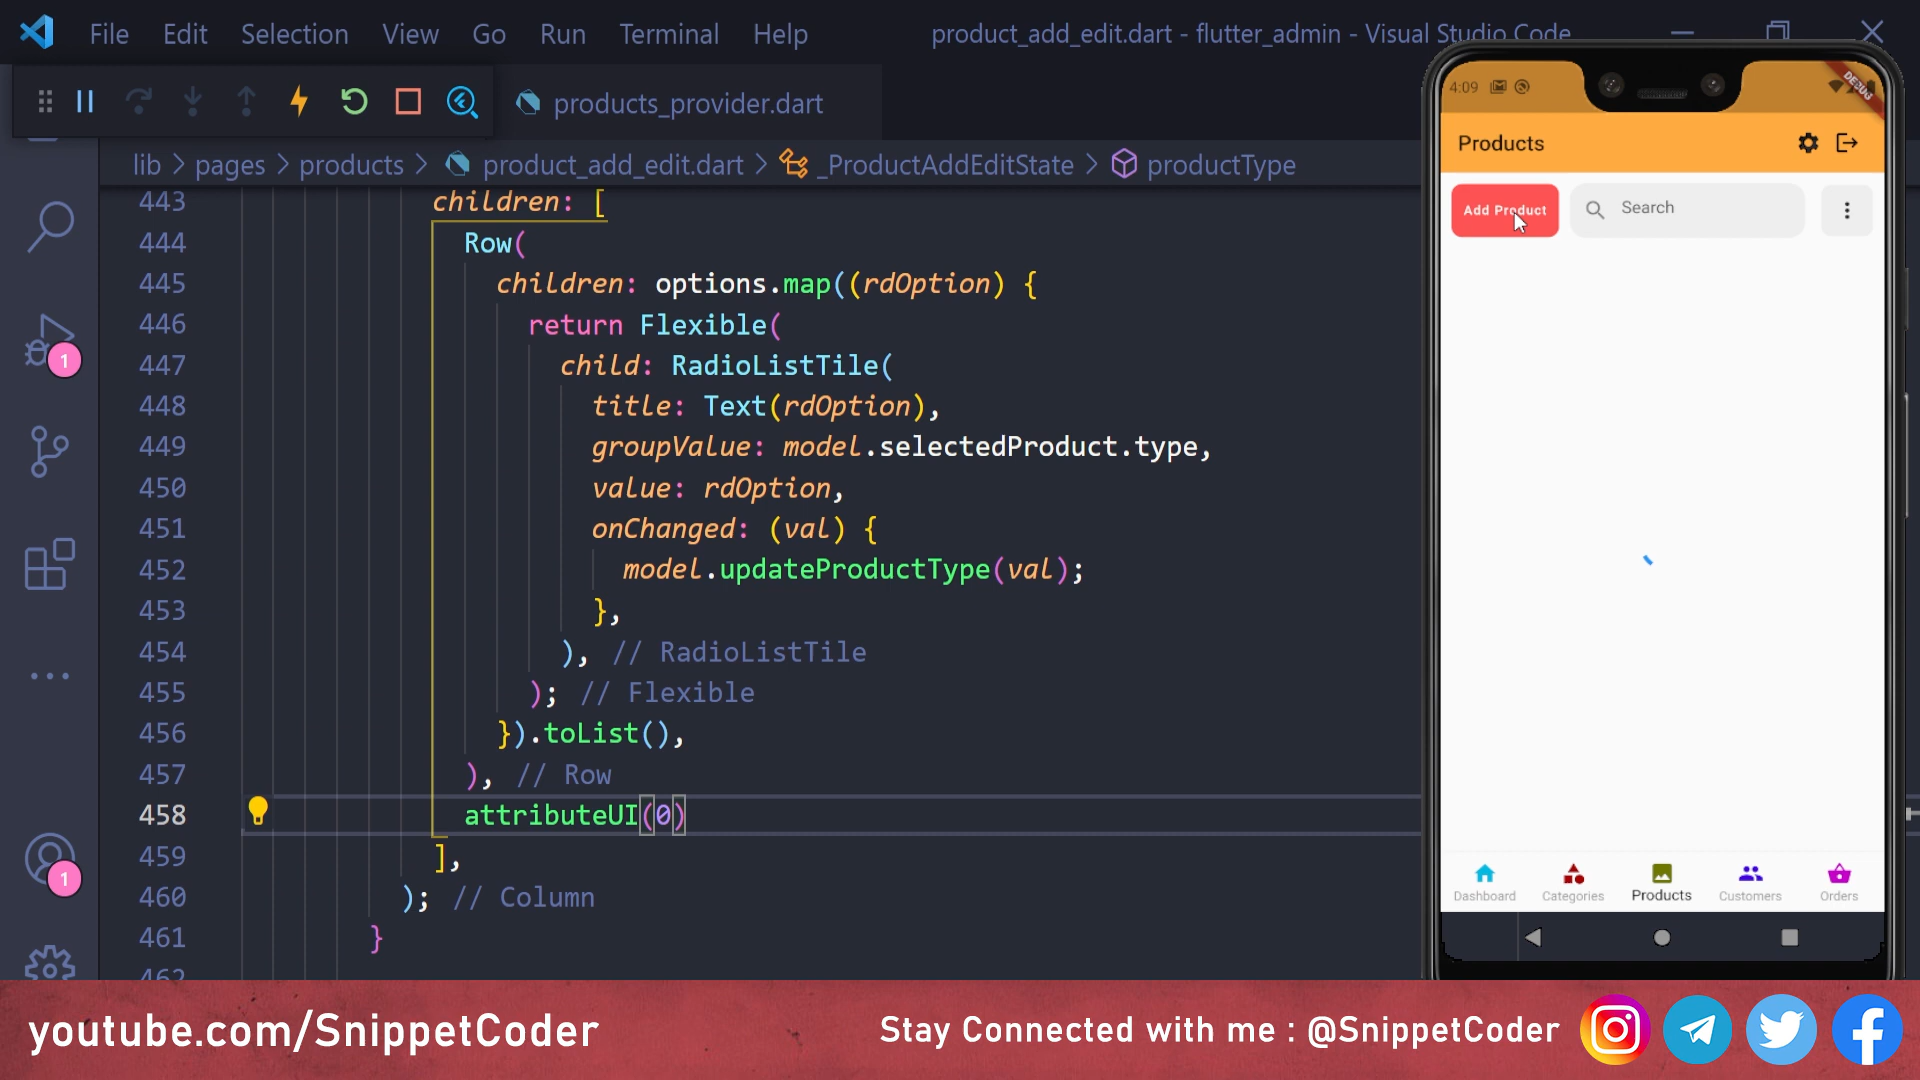 File Edit Selection View Go Run Terminal Help product_add_edit.dart - flutter_admin - Visual Studio Code
products_provider.dart
lib > pages > products > product_add_edit.dart > _ProductAddEditState > productType
443 children: [
444 Row(
445 children: options.map((rdOption) {
446 return Flexible(
447 child: RadioListTile(
448 title: Text(rdOption),
449 groupValue: model.selectedProduct.type,
450 value: rdOption,
451 onChanged: (val) {
452 model.updateProductType(val);
453 },
454 ), // RadioListTile
455 ); // Flexible
456 }).toList(),
457 ), // Row
458 attributeUI(0)
459 ],
460 ); // Column
461 }
462
1
1
4:09
DEBUG
Products
Add Product
Search
Dashboard Categories Products Customers Orders
youtube.com/SnippetCoder
Stay Connected with me : @SnippetCoder